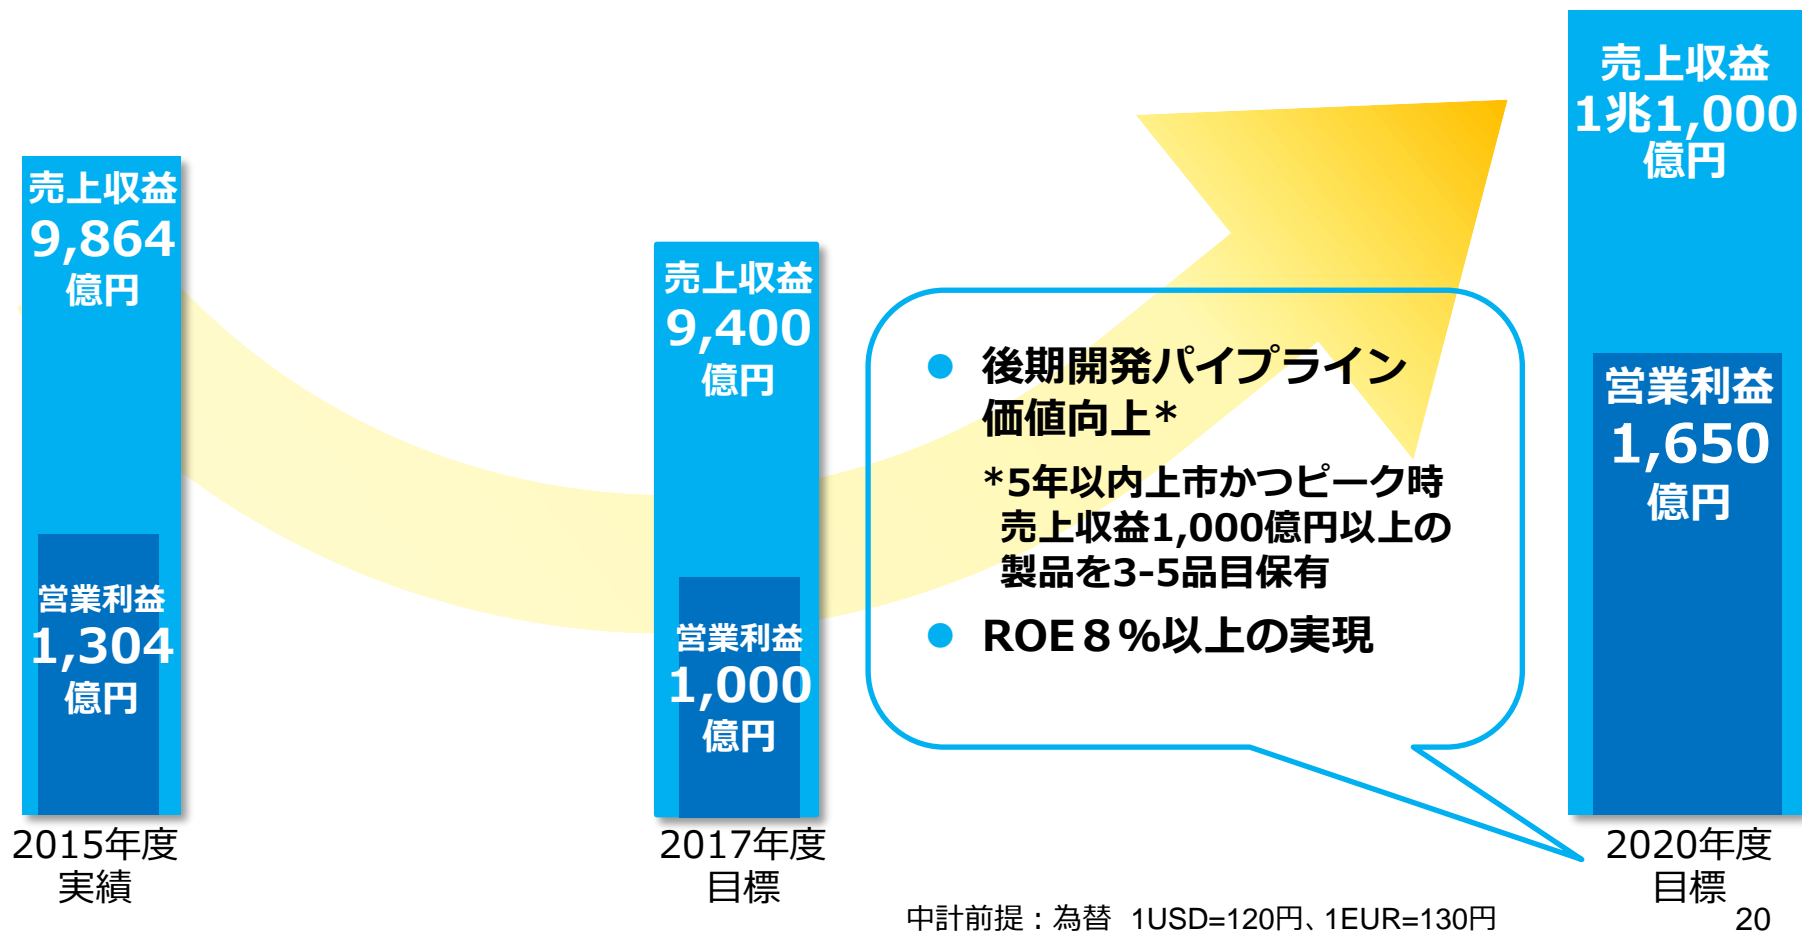 売上収益
9,864
億円
営業利益
1,304
億円
2015年度
実績
売上収益
9,400
億円
営業利益
1,000
億円
2017年度
目標
● 後期開発パイプライン
価値向上*
*5年以内上市かつピーク時
売上収益1,000億円以上の
製品を3-5品目保有
● ROE８%以上の実現
売上収益
1兆1,000
億円
営業利益
1,650
億円
2020年度
目標
中計前提：為替 1USD=120円、1EUR=130円
20